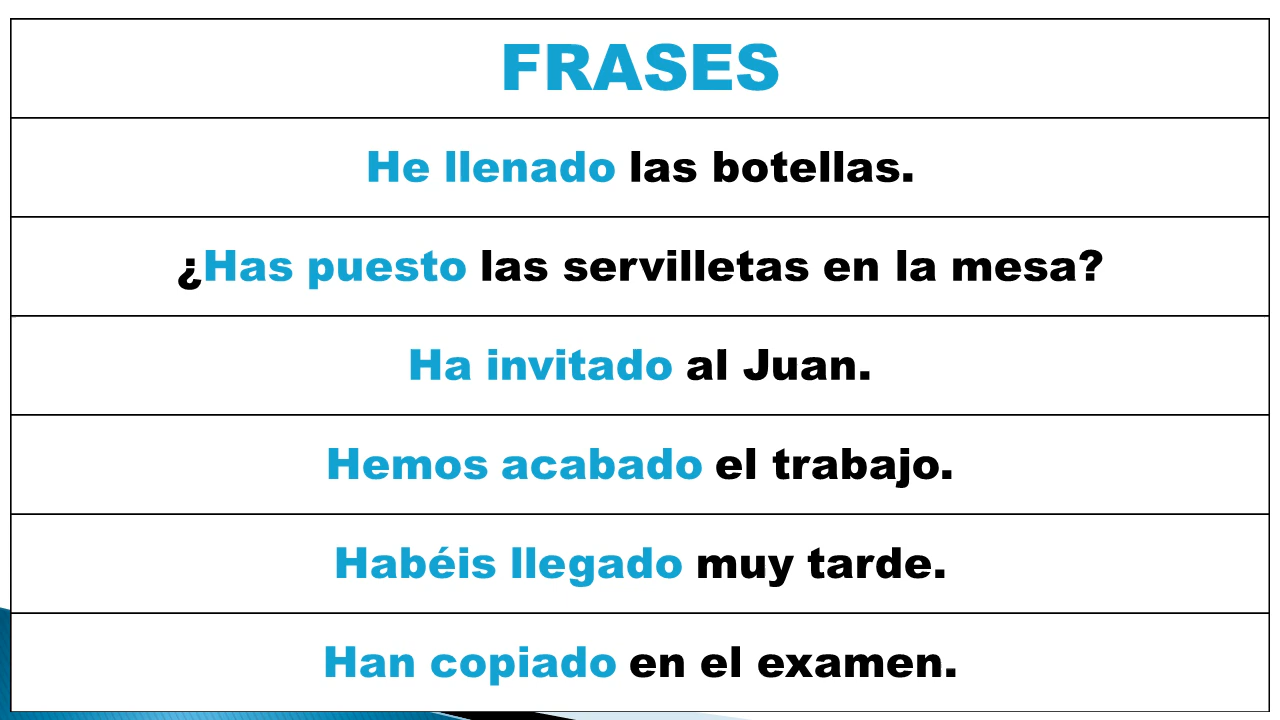 FRASES
He llenado las botellas.
¿Has puesto las servilletas en la mesa?
Ha invitado al Juan.
Hemos acabado el trabajo.
Habéis llegado muy tarde.
Han copiado en el examen.